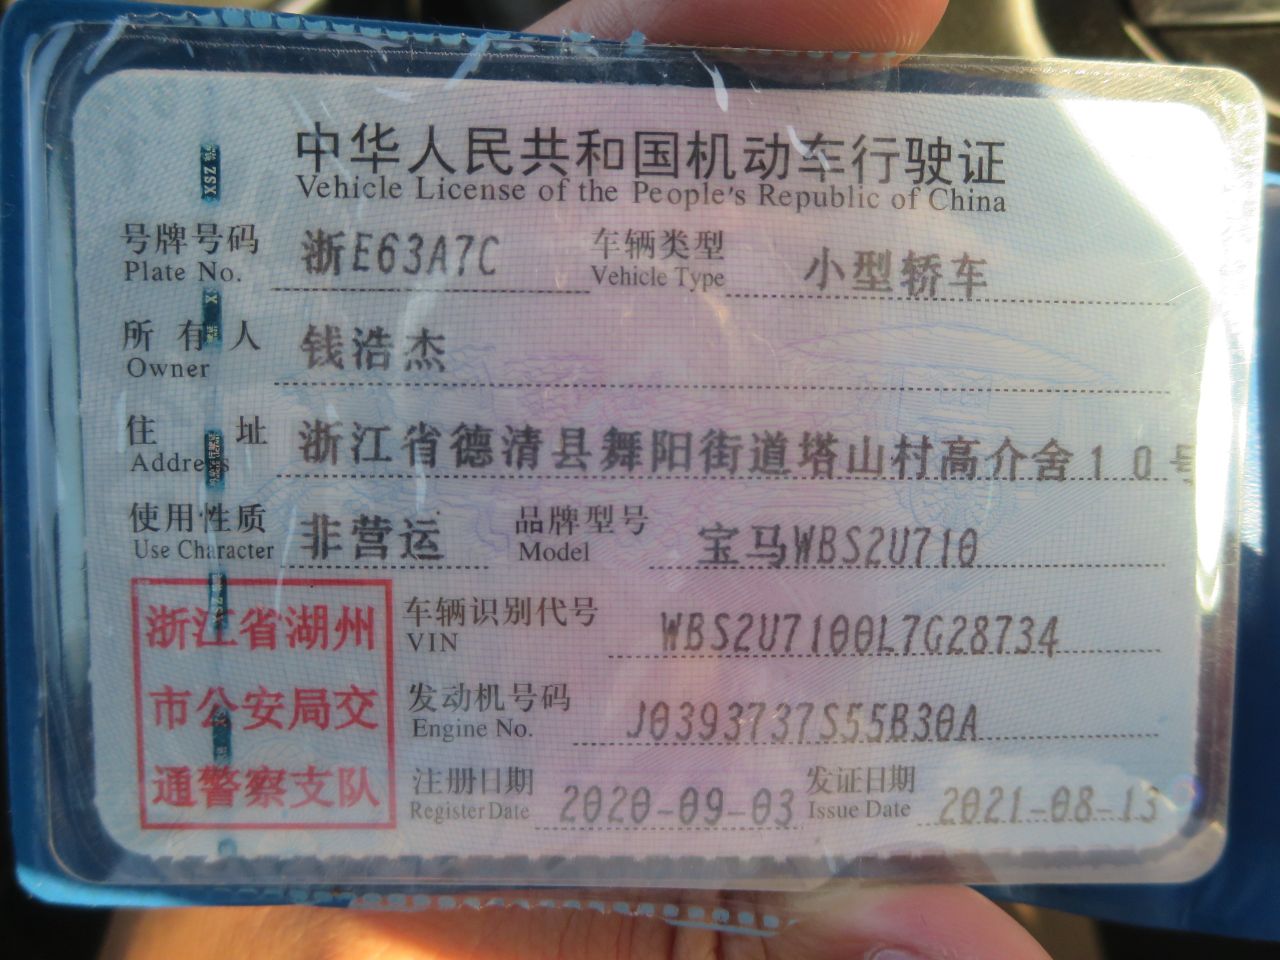 中华人民共和国机动车行驶证
Vehicle License of the People's Republic of China
号牌号码 浙E63A7C 车辆类型 小型轿车
Plate No. Vehicle Type
所有人 钱浩杰
Owner
住址 浙江省德清县舞阳街道塔山村高介舍10号
Address
使用性质 非营运 品牌型号 宝马WBS2U710
Use Character Model
浙江省湖州
市公安局交
通警察支队
车辆识别代号 WBS2U7100L7G28734
VIN
发动机号码 J0393737S55B30A
Engine No.
注册日期 2020-09-03 发证日期 2021-08-13
Register Date Issue Date